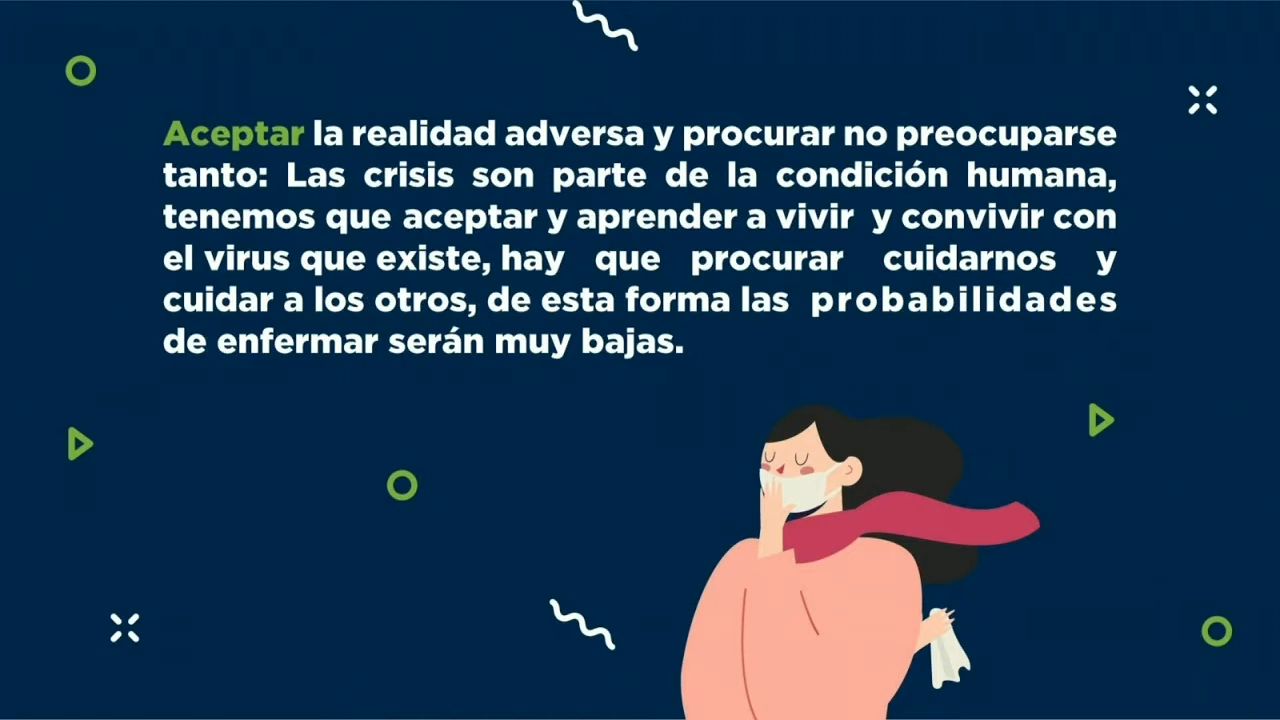 Aceptar la realidad adversa y procurar no preocuparse
tanto: Las crisis son parte de la condición humana,
tenemos que aceptar y aprender a vivir y convivir con
el virus que existe, hay que procurar cuidarnos y
cuidar a los otros, de esta forma las probabilidades
de enfermar serán muy bajas.